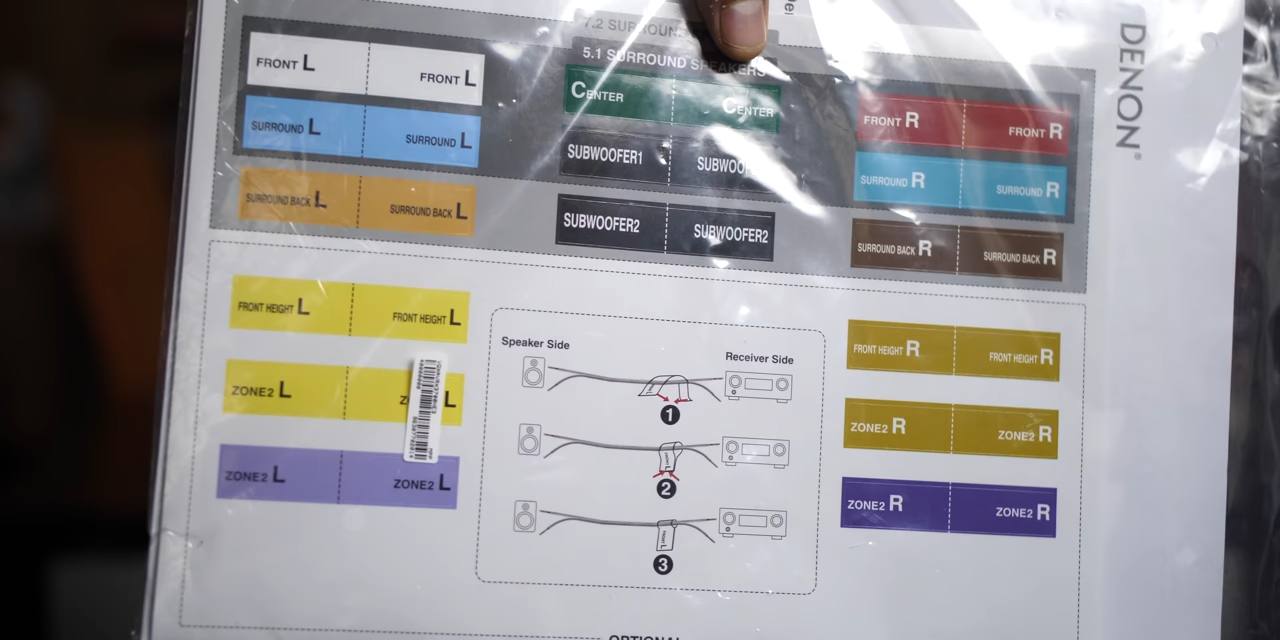 7.2 SURROUND
5.1 SURROUND SPEAKERS
FRONT L
FRONT L
CENTER
CENTER
FRONT R
FRONT R
SURROUND L
SURROUND L
SUBWOOFER1
SURROUND R
SURROUND R
SURROUND BACK L
SURROUND BACK L
SUBWOOFER2
SUBWOOFER2
SURROUND BACK R
SURROUND BACK R
DENON®
FRONT HEIGHT L
FRONT HEIGHT L
Speaker Side
Receiver Side
FRONT HEIGHT R
FRONT HEIGHT R
1
ZONE2 L
L
ZONE2 R
ZONE2 R
2
ZONE2 L
ZONE2 L
ZONE2 R
ZONE2 R
FRONT L
3